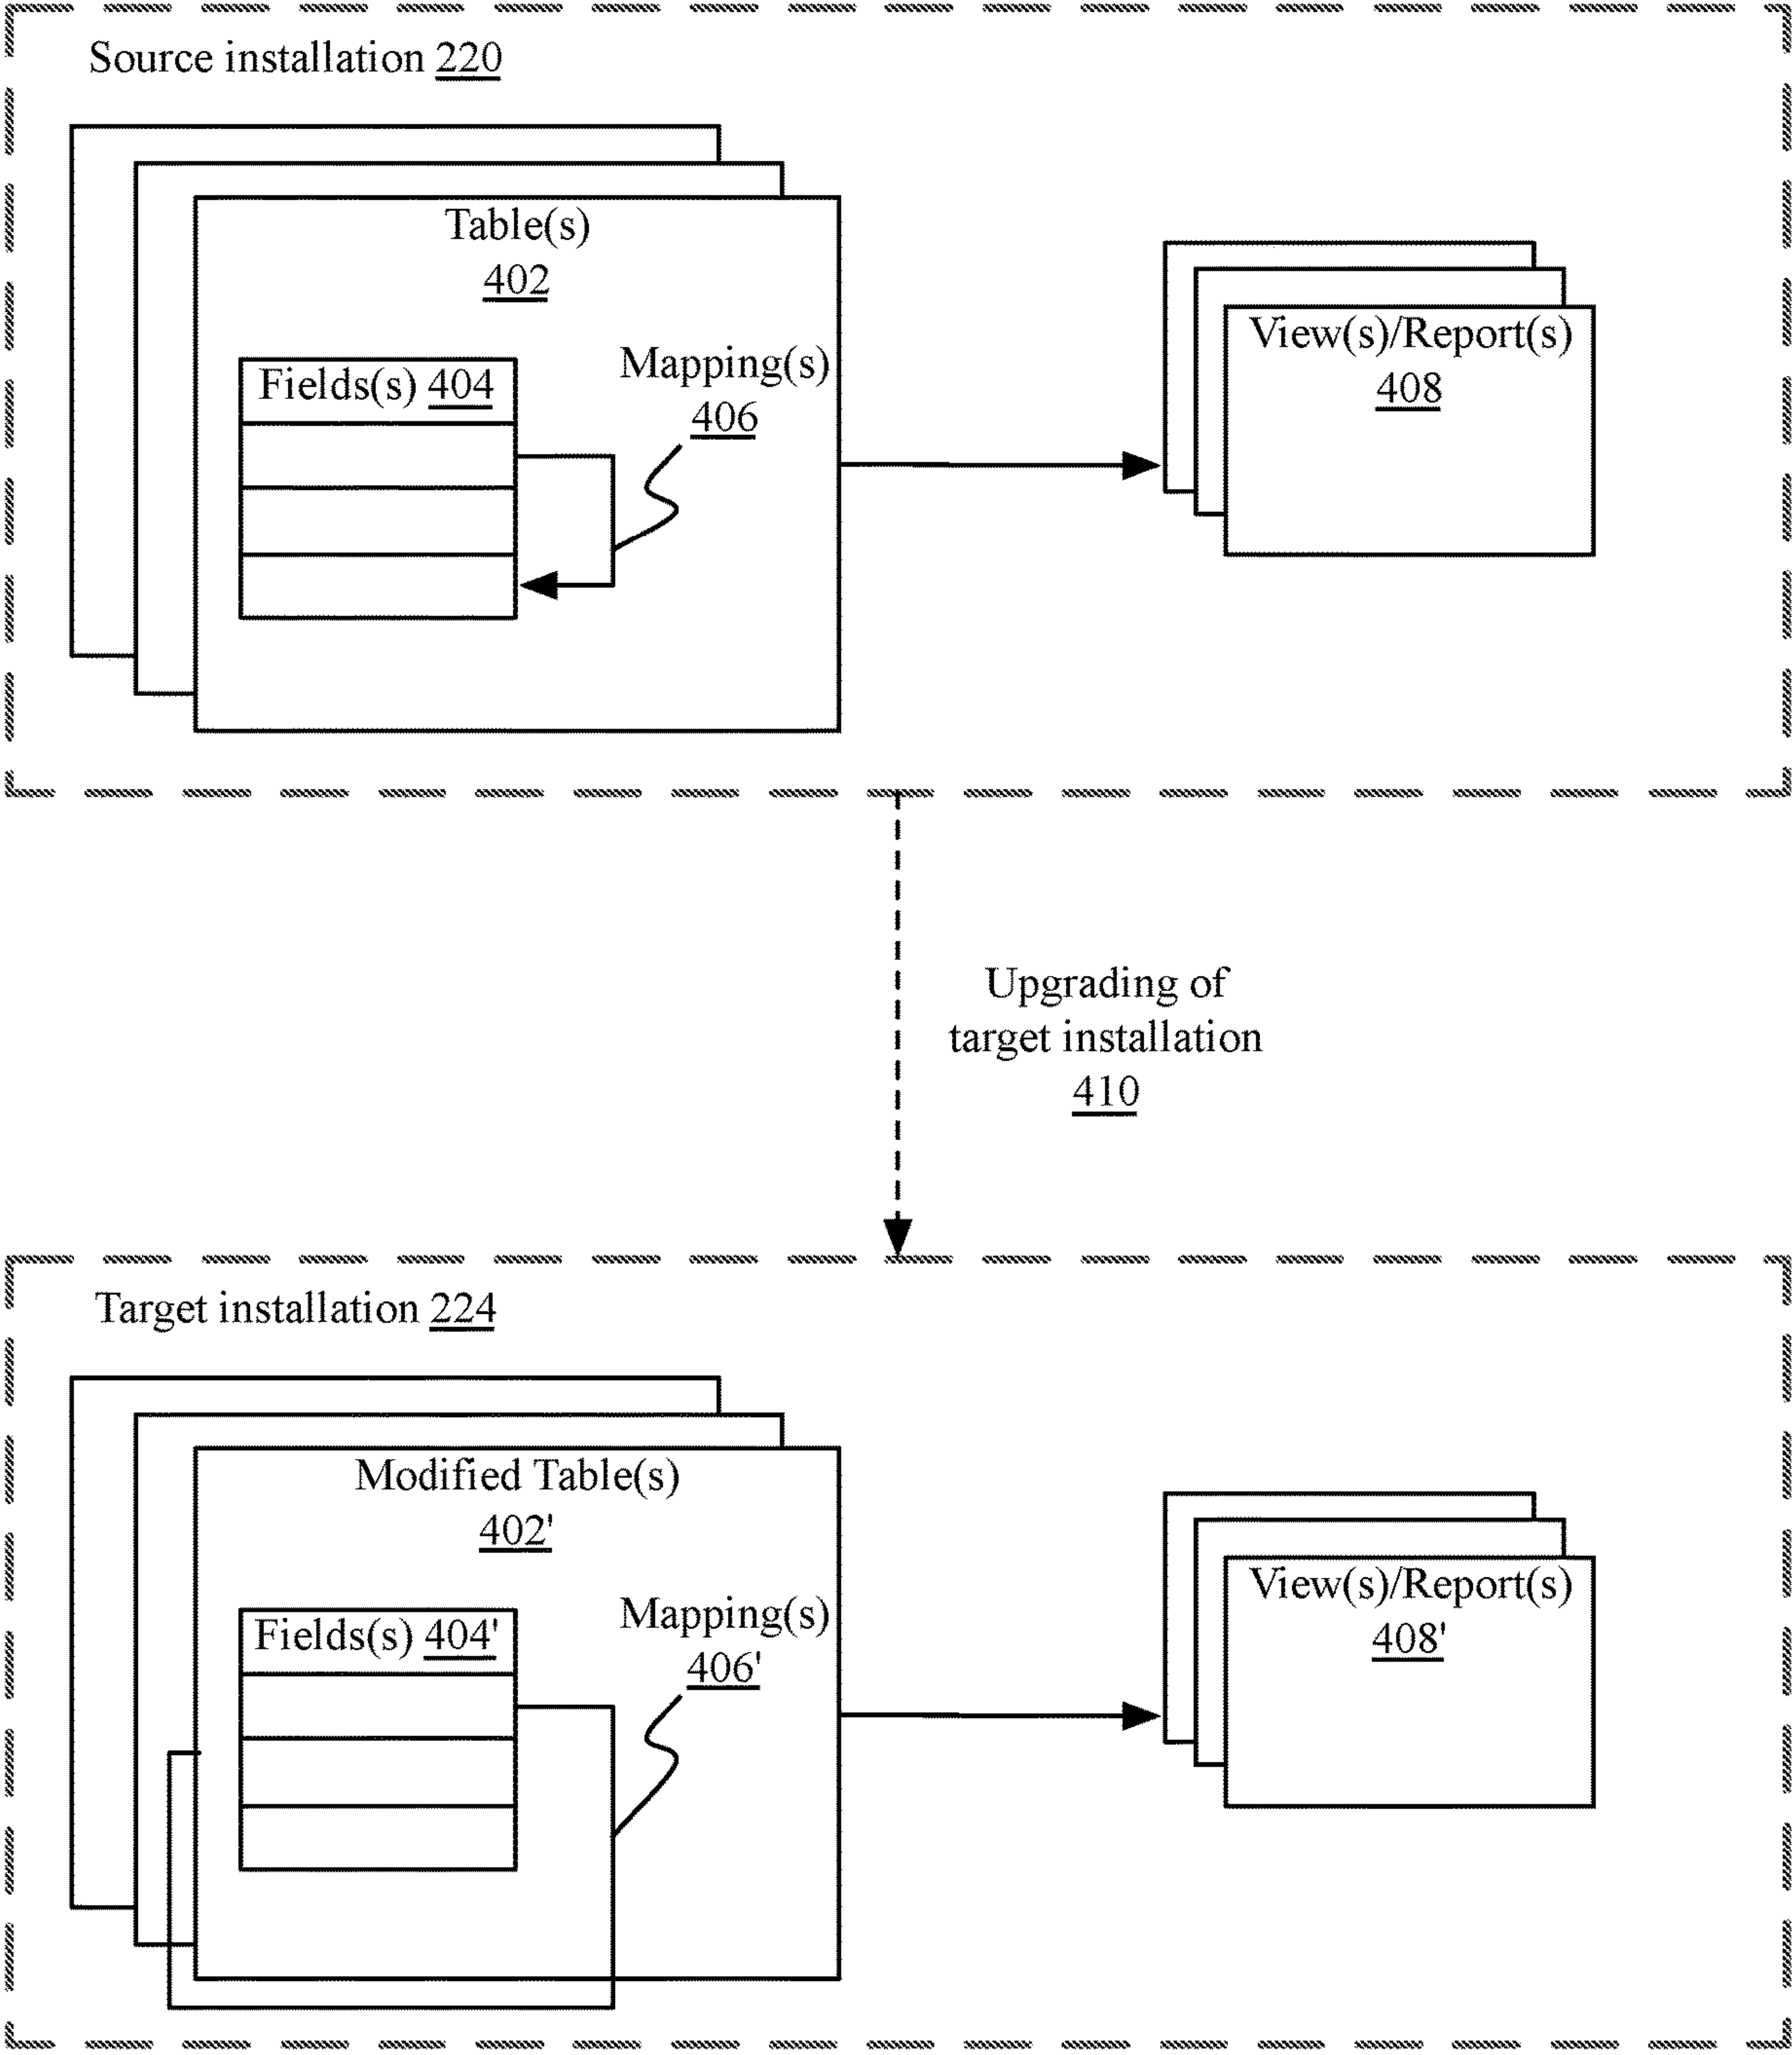 Source installation 220
Table(s)
402
Fields(s) 404
Mapping(s)
406
View(s)/Report(s)
408
Upgrading of
target installation
410
Target installation 224
Modified Table(s)
402'
Fields(s) 404'
Mapping(s)
406'
View(s)/Report(s)
408'